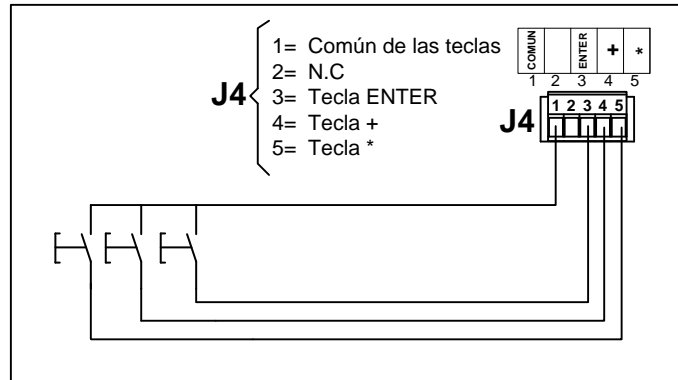 J4
1= Común de las teclas
2= N.C
3= Tecla ENTER
4= Tecla +
5= Tecla *
COMUN ENTER + *
1 2 3 4 5
J4
1 2 3 4 5